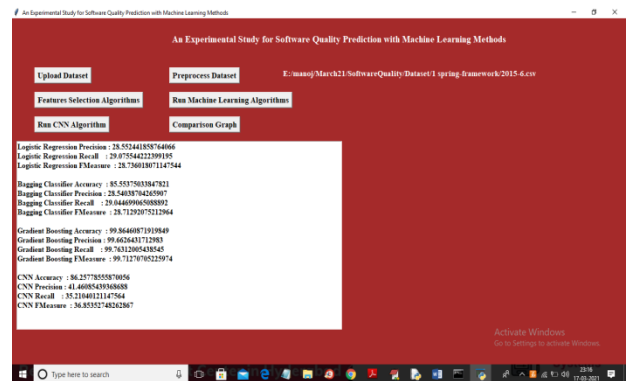 An Experimental Study for Software Quality Prediction with Machine Learning Methods
An Experimental Study for Software Quality Prediction with Machine Learning Methods
Upload Dataset
Preprocess Dataset
E:/manoj/March21/SoftwareQuality/Dataset/1 spring-framework/2015-6.csv
Features Selection Algorithms
Run Machine Learning Algorithms
Run CNN Algorithm
Comparison Graph
Logistic Regression Precision : 28.552441858764066
Logistic Regression Recall : 29.075544222399195
Logistic Regression FMeasure : 28.736018071147544
Bagging Classifier Accuracy : 85.55375033847821
Bagging Classifier Precision : 28.54038704265907
Bagging Classifier Recall : 29.044699065088892
Bagging Classifier FMeasure : 28.71292075212964
Gradient Boosting Accuracy : 99.86460871919849
Gradient Boosting Precision : 99.6626431712983
Gradient Boosting Recall : 99.76312005438545
Gradient Boosting FMeasure : 99.71270705225974
CNN Accuracy : 86.25778555870056
CNN Precision : 41.46085439368688
CNN Recall : 35.21040121147564
CNN FMeasure : 36.85352748262867
Activate Windows
Go to Settings to activate Windows.
Type here to search
23:16
17-03-2021